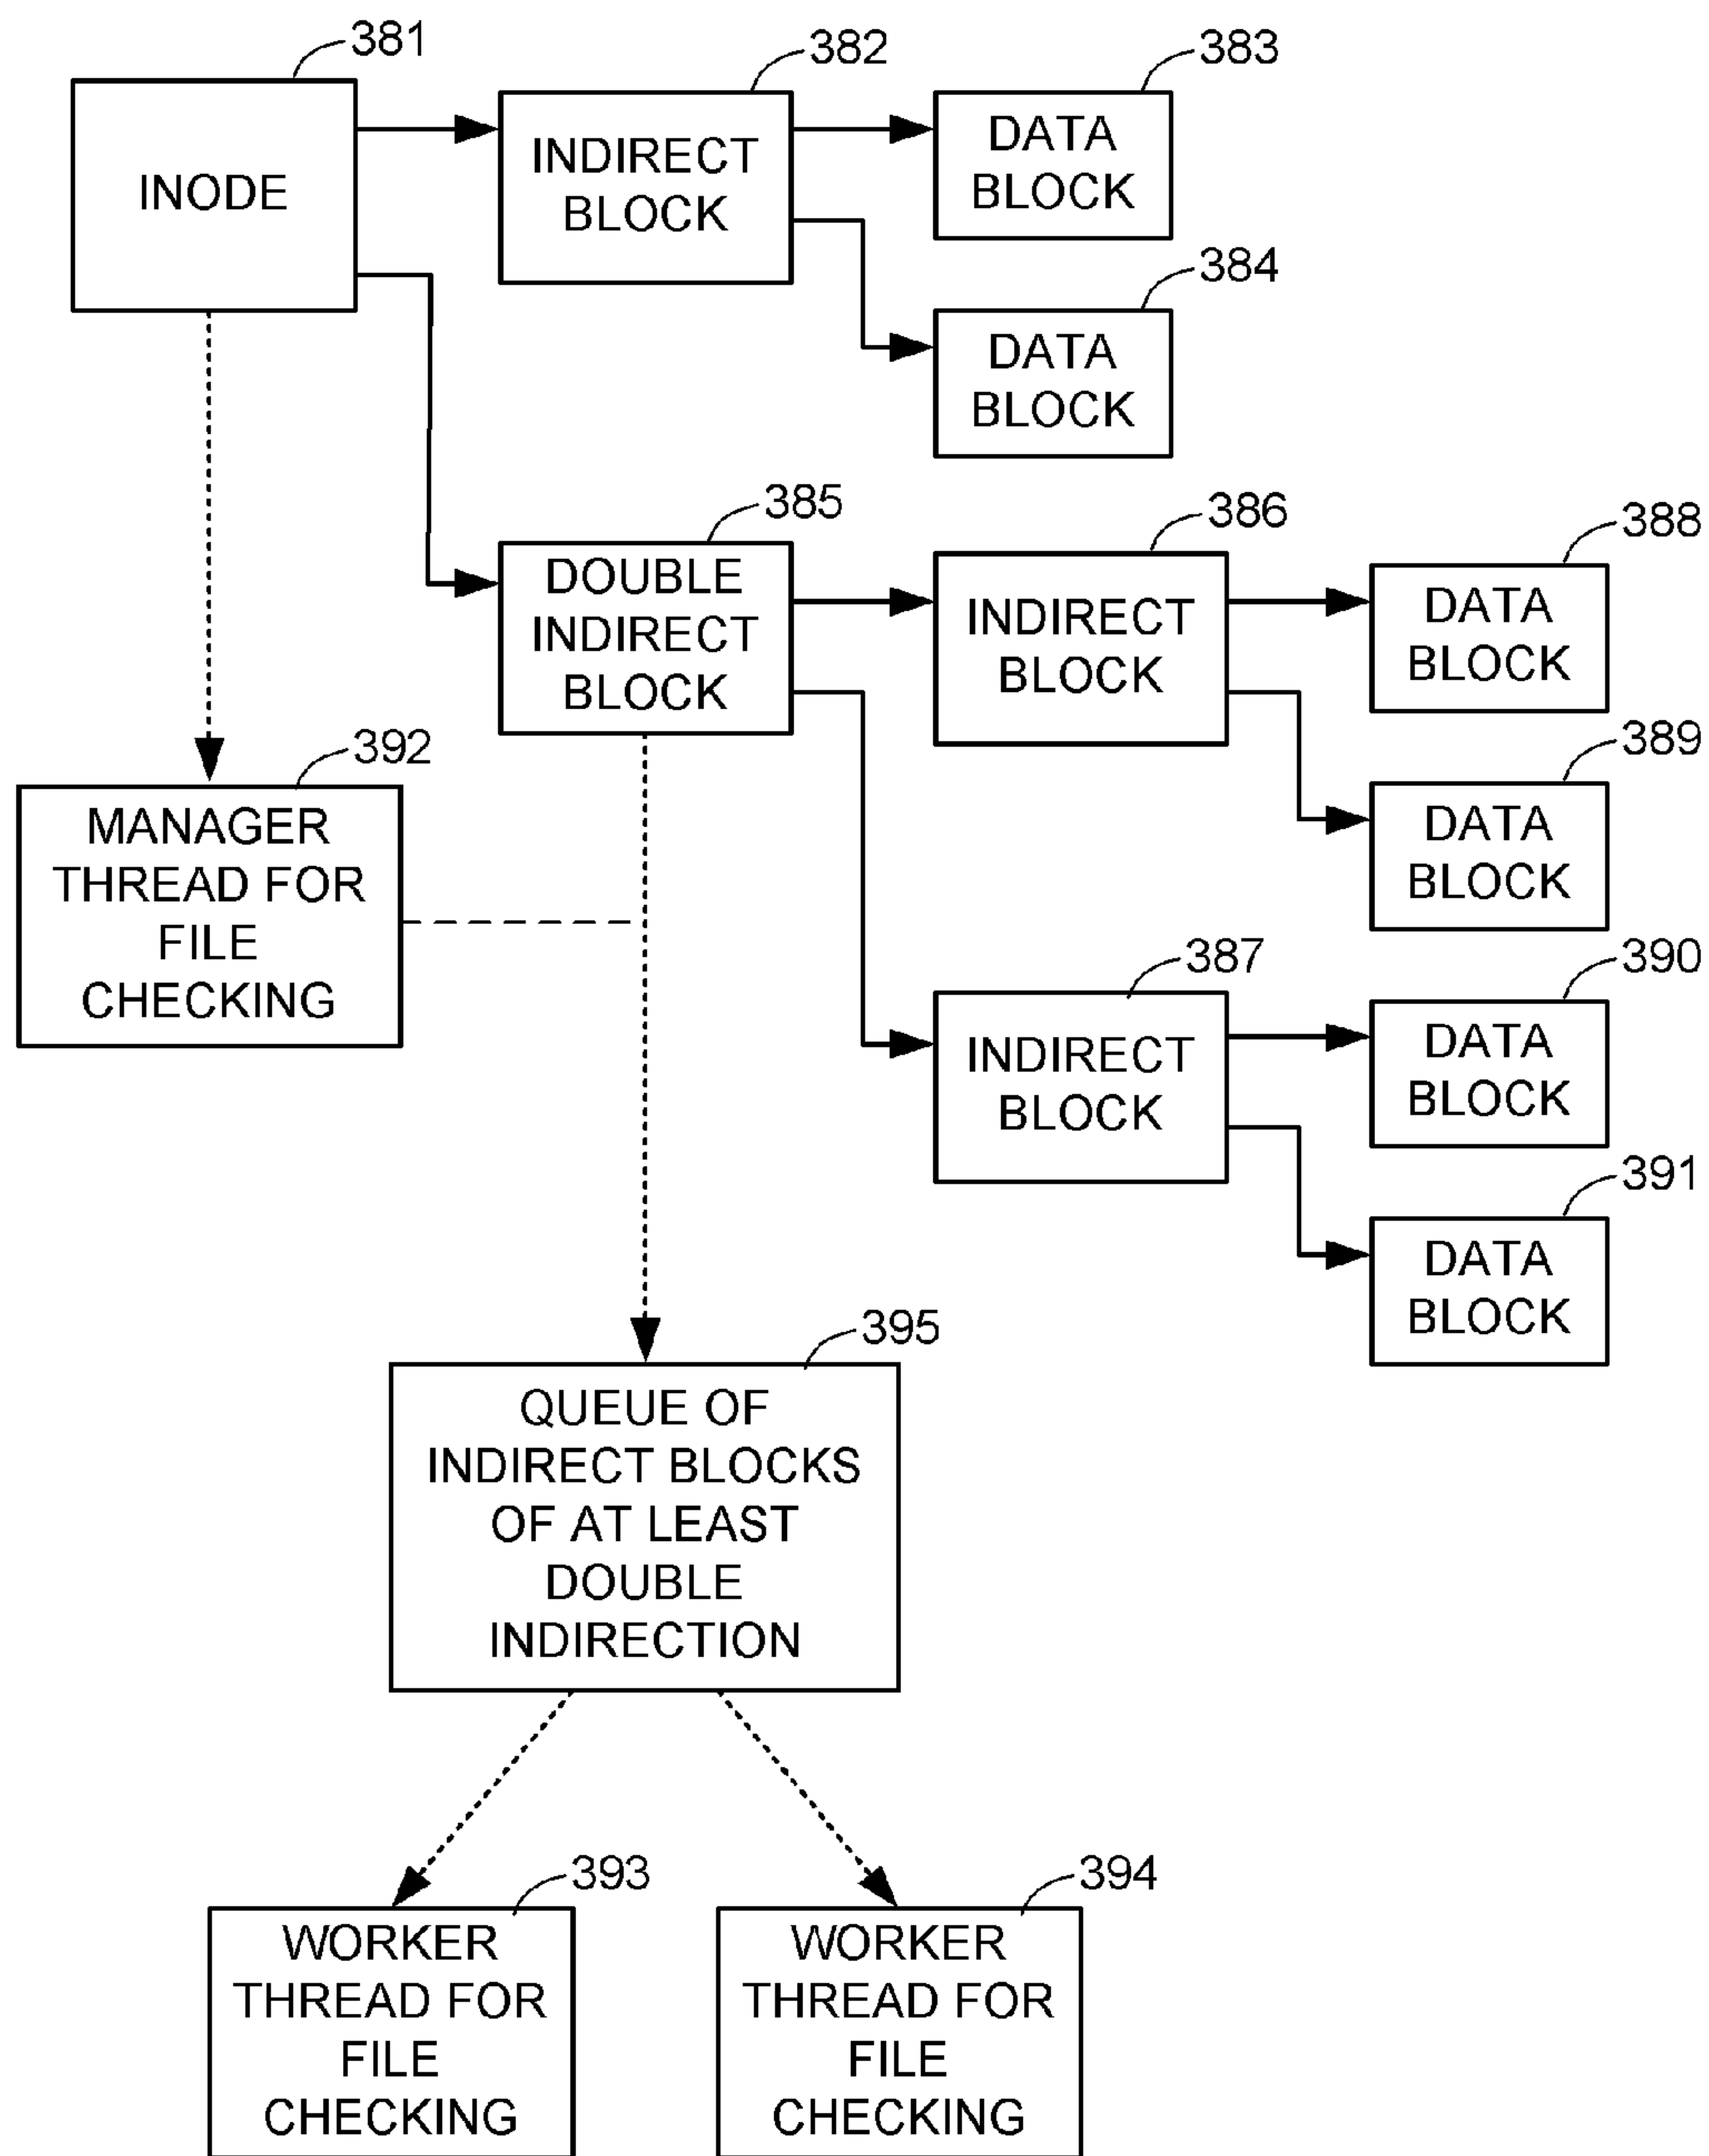 381
INODE
382
INDIRECT
BLOCK
383
DATA
BLOCK
384
DATA
BLOCK
385
DOUBLE
INDIRECT
BLOCK
386
INDIRECT
BLOCK
388
DATA
BLOCK
389
DATA
BLOCK
392
MANAGER
THREAD FOR
FILE
CHECKING
387
INDIRECT
BLOCK
390
DATA
BLOCK
391
DATA
BLOCK
395
QUEUE OF
INDIRECT BLOCKS
OF AT LEAST
DOUBLE
INDIRECTION
393
WORKER
THREAD FOR
FILE
CHECKING
394
WORKER
THREAD FOR
FILE
CHECKING